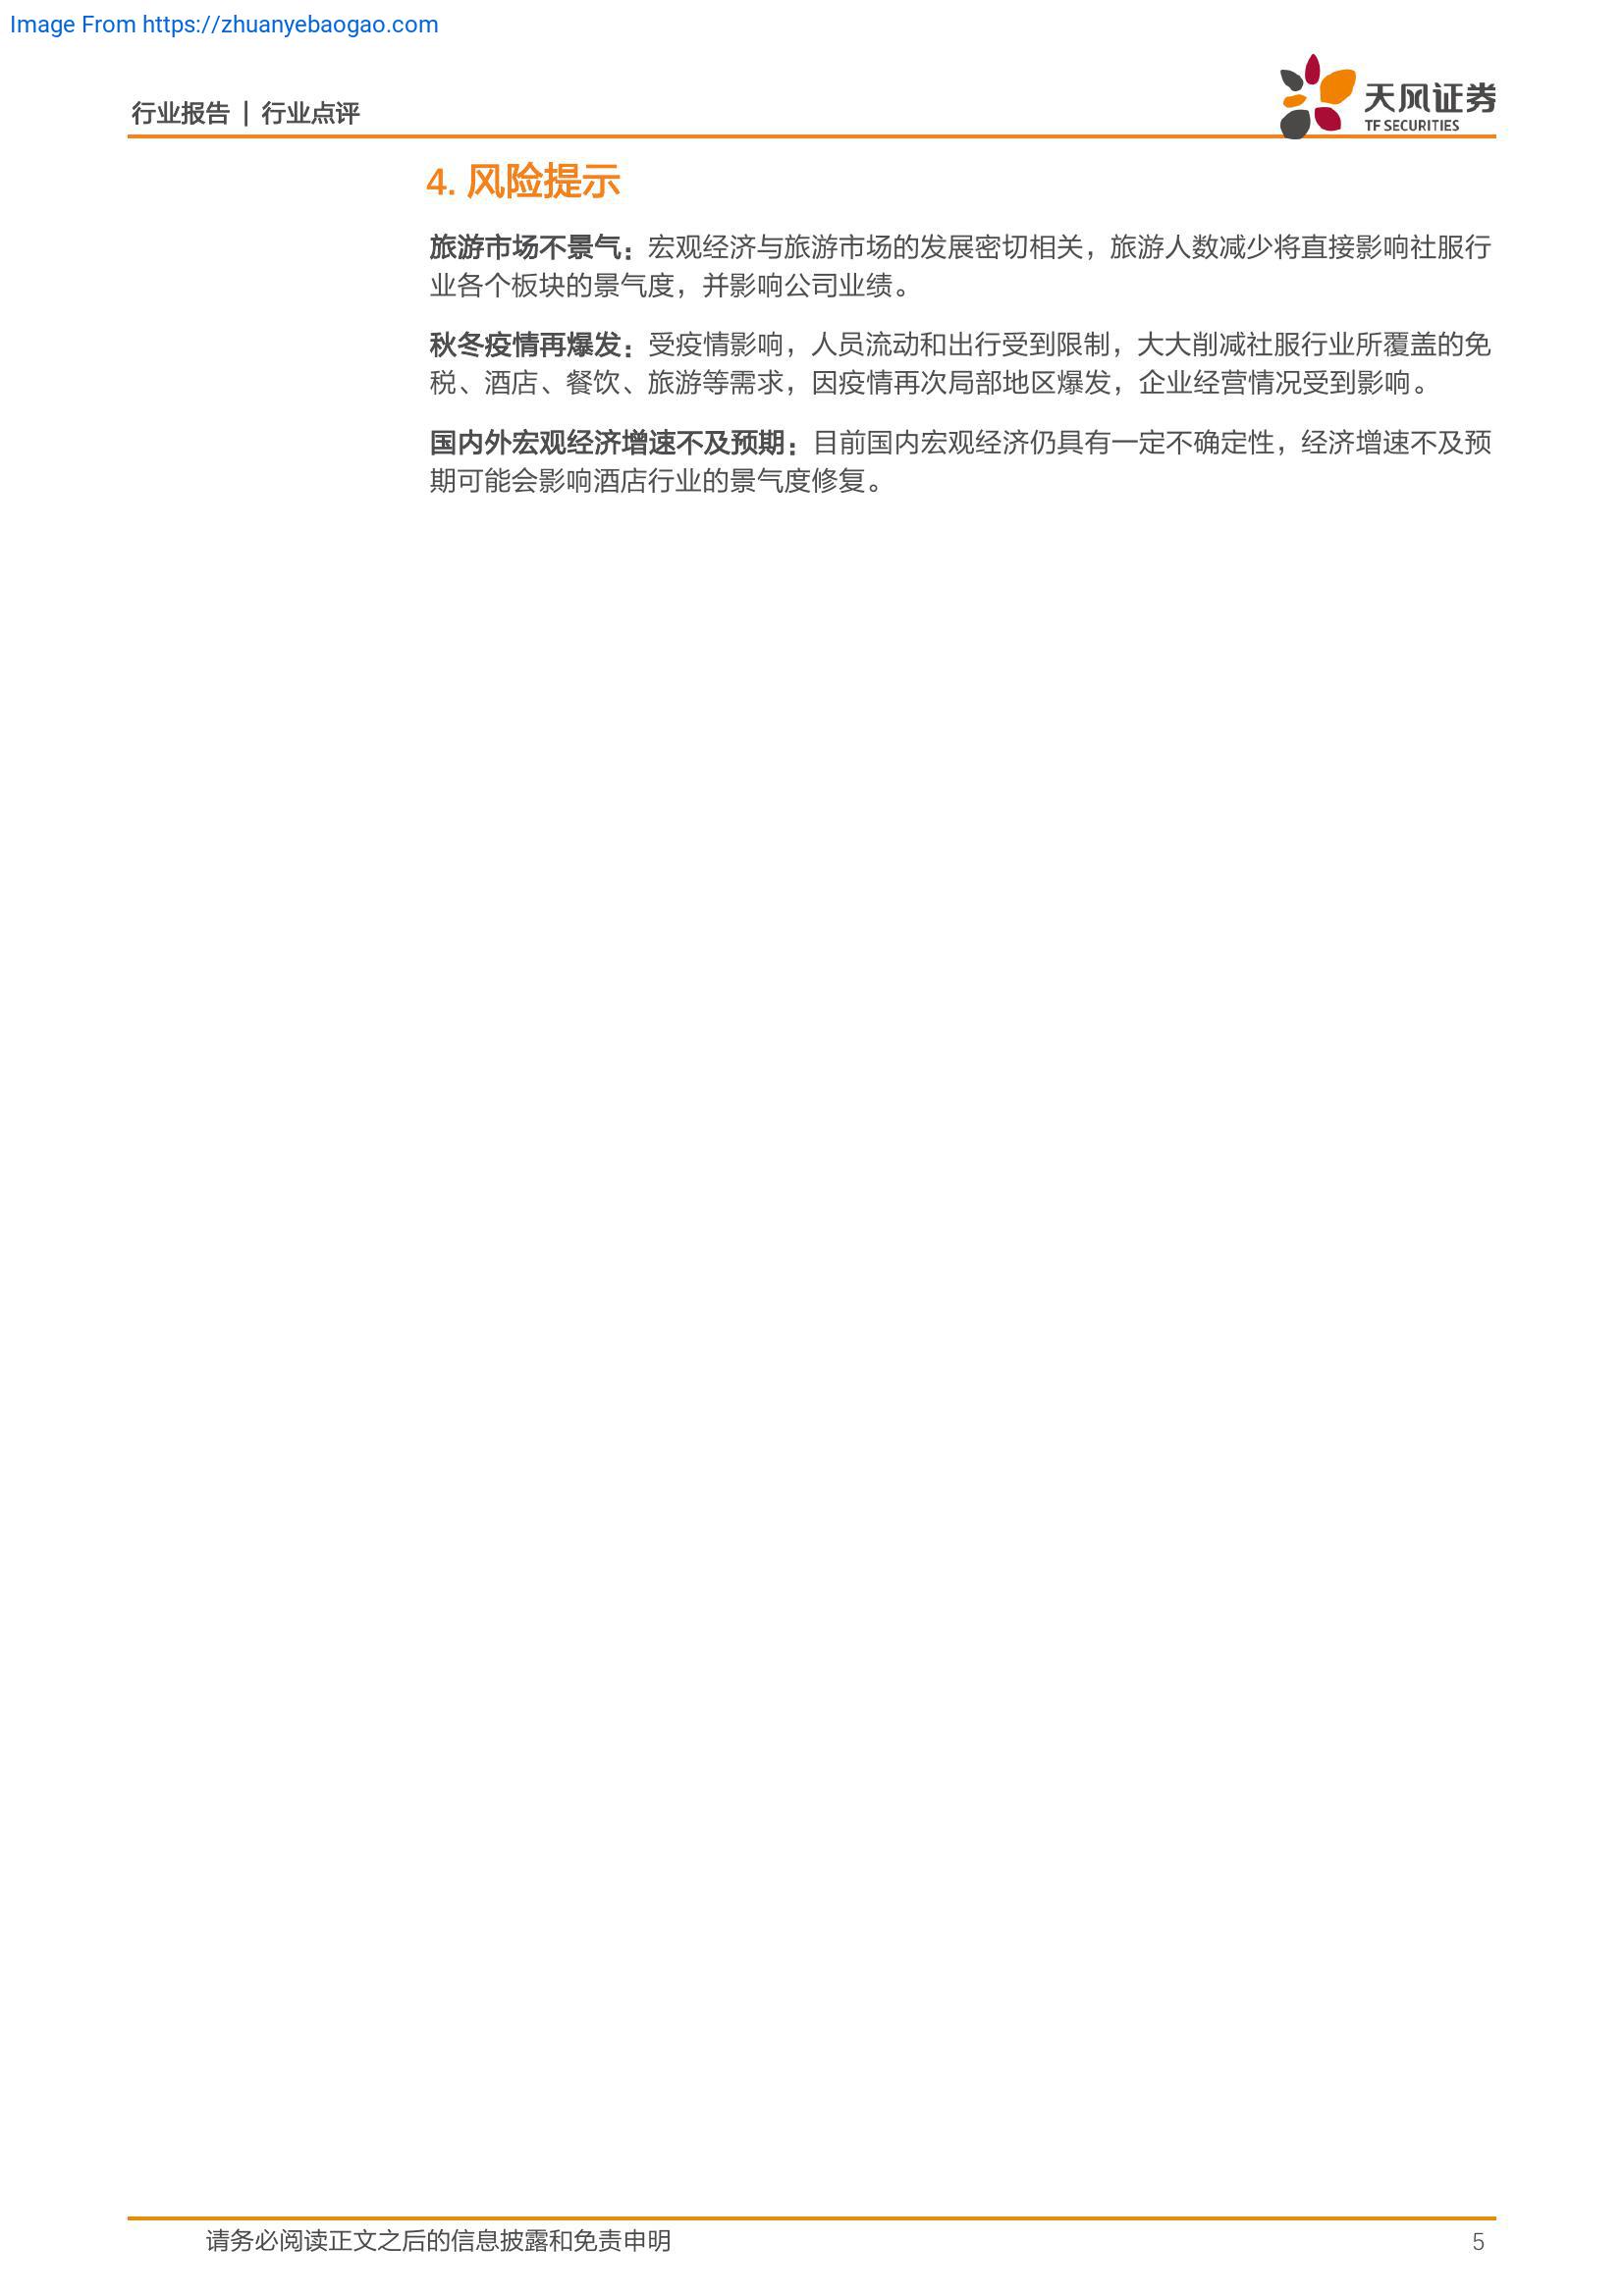 Image From https://zhuanyebaogao.com
行业报告 | 行业点评
天风证券
TF SECURITIES
4. 风险提示
旅游市场不景气：宏观经济与旅游市场的发展密切相关，旅游人数减少将直接影响社服行
业各个板块的景气度，并影响公司业绩。
秋冬疫情再爆发：受疫情影响，人员流动和出行受到限制，大大削减社服行业所覆盖的免
税、酒店、餐饮、旅游等需求，因疫情再次局部地区爆发，企业经营情况受到影响。
国内外宏观经济增速不及预期：目前国内宏观经济仍具有一定不确定性，经济增速不及预
期可能会影响酒店行业的景气度修复。
请务必阅读正文之后的信息披露和免责申明
5